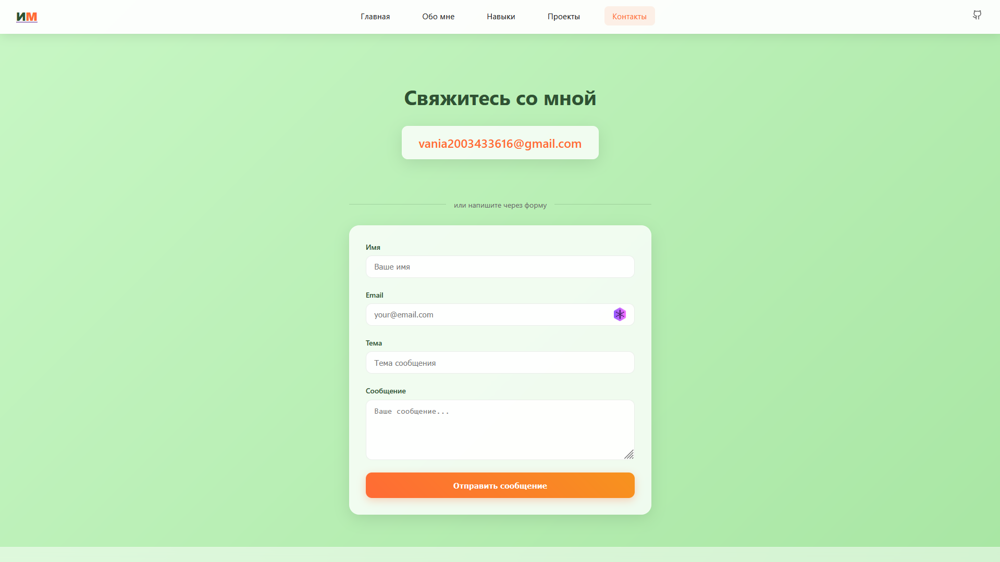 ИМ
Главная
Обо мне
Навыки
Проекты
Контакты
Свяжитесь со мной
vania2003433616@gmail.com
или напишите через форму
Имя
Ваше имя
Email
your@email.com
Тема
Тема сообщения
Сообщение
Ваше сообщение...
Отправить сообщение